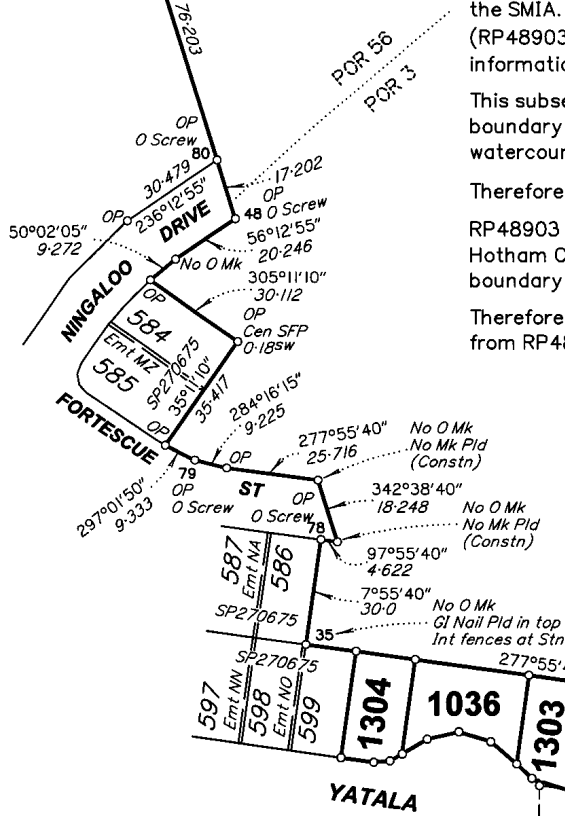 76·203
the SMIA.
(RP48903
informatio
This subse
boundary
watercour
Therefore
RP48903
Hotham C
boundary
Therefore
from RP48
POR 56
POR 3
OP
O Screw
80
30·479
236°12'55"
OP
17·202
OP
48 O Screw
DRIVE
50°02'05"
9·272
56°12'55"
20·246
No O Mk
NINGALOO
OP
305°11'10"
30·112
OP
Cen SFP
0·18sw
584
Emt MZ
585
SP270675
35°11'10"
35·417
FORTESCUE
OP
284°16'15"
9·225
297°01'50"
9·333
79
OP
O Screw
OP
ST
277°55'40"
25·716
No O Mk
No Mk Pld
(Constn)
OP
O Screw
78
342°38'40"
18·248
No O Mk
No Mk Pld
(Constn)
97°55'40"
4·622
587
Emt NA
586
SP270675
7°55'40"
30·0
35
No O Mk
GI Nail Pld in top
Int fences at Stn
SP270675
277°55'4
597
Emt NN
598
Emt NO
599
1304
1036
1303
YATALA